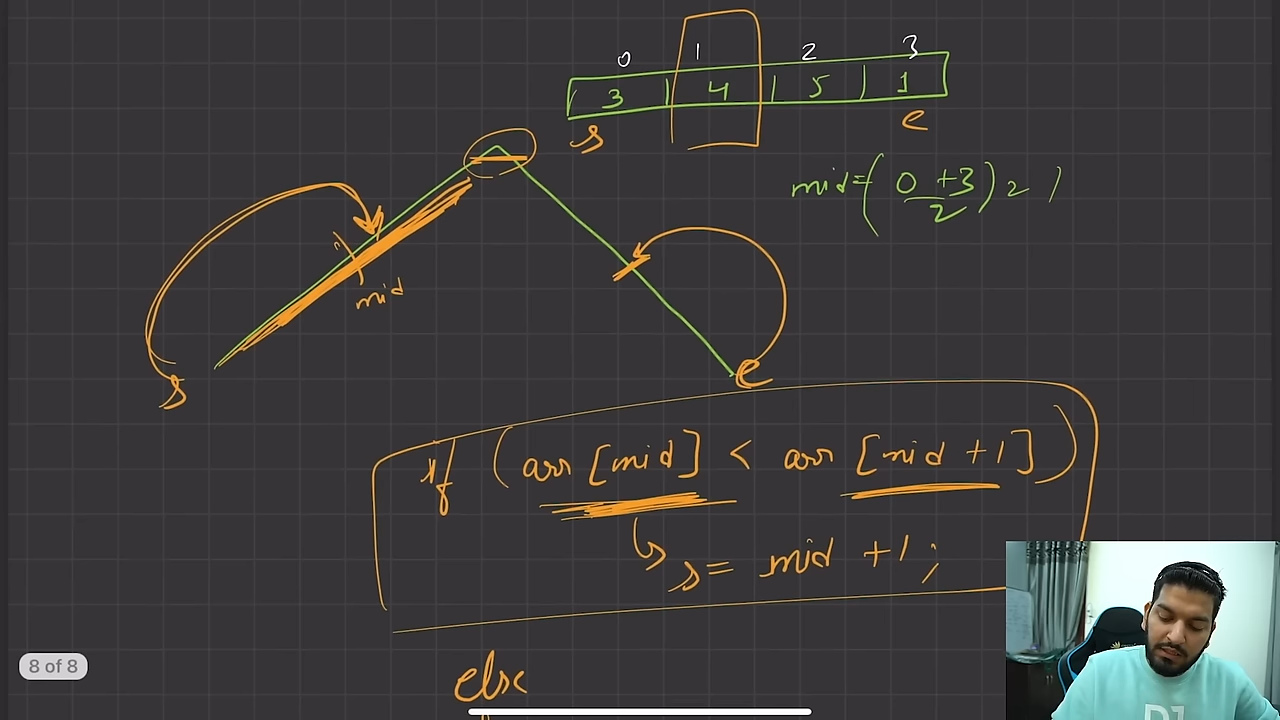 0 1 2 3
3 4 5 1
s e
mid = (0 + 3 / 2) = 1
mid
s e
if (arr [mid] < arr [mid + 1])
s = mid + 1 ;
8 of 8
else